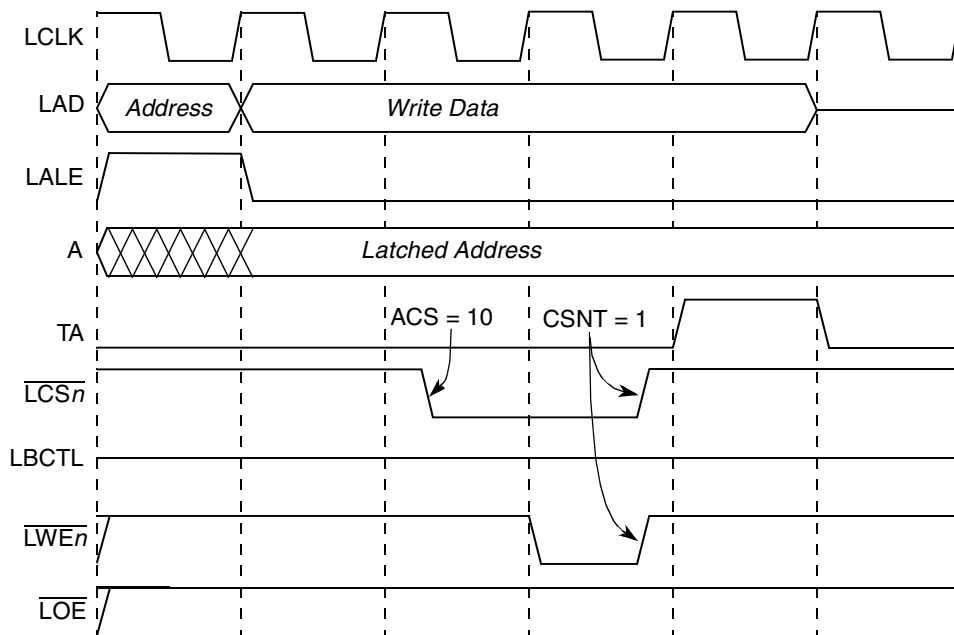 LCLK
LAD
Address
Write Data
LALE
A
Latched Address
ACS = 10
CSNT = 1
TA
LCSn
LBCTL
LWEn
LOE